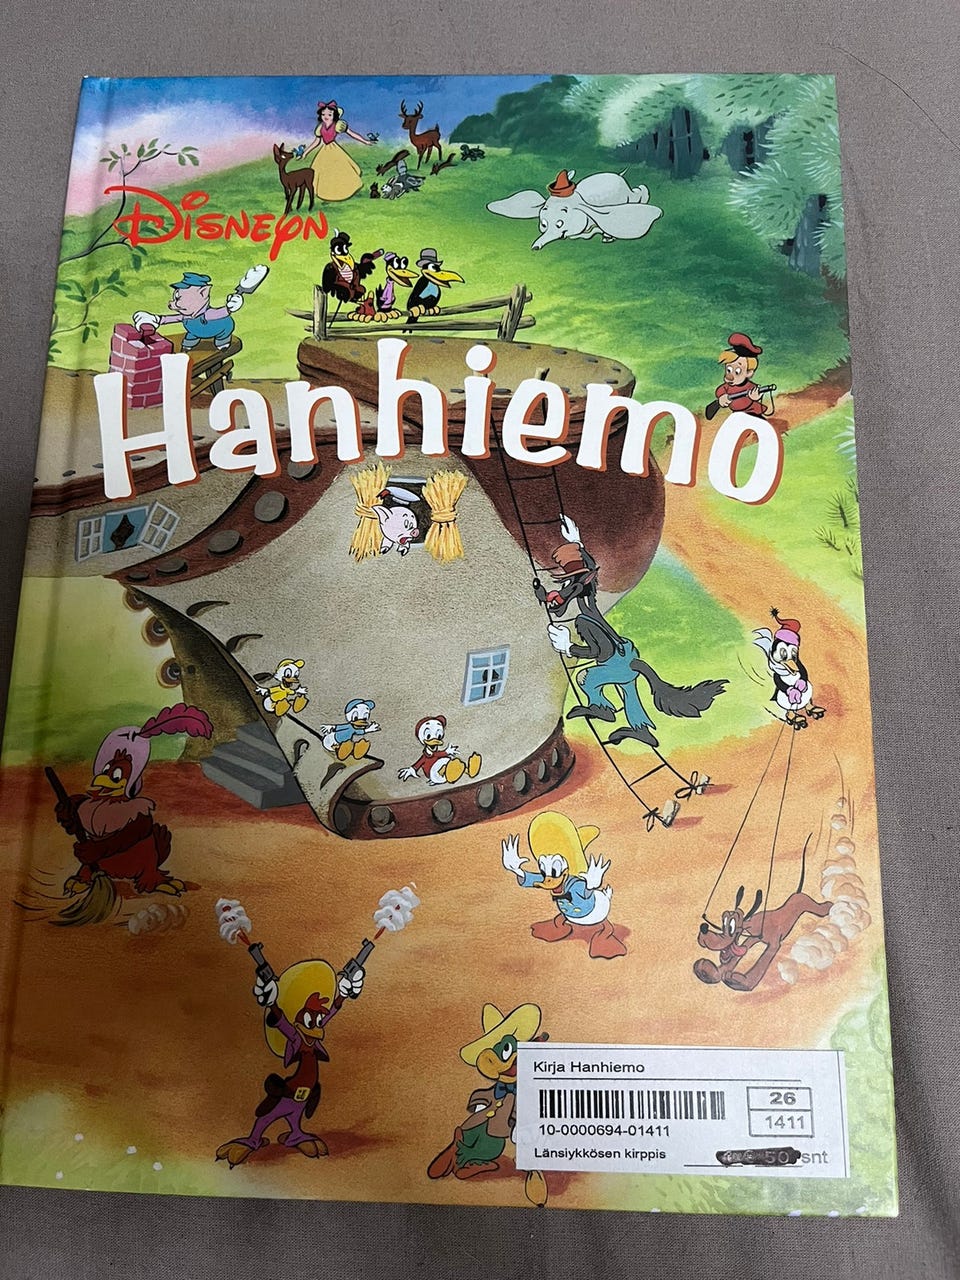 Disneyn
Hanhiemo
Kirja Hanhiemo
26
10-0000694-01411
1411
Länsiykkösen kirppis
50 snt